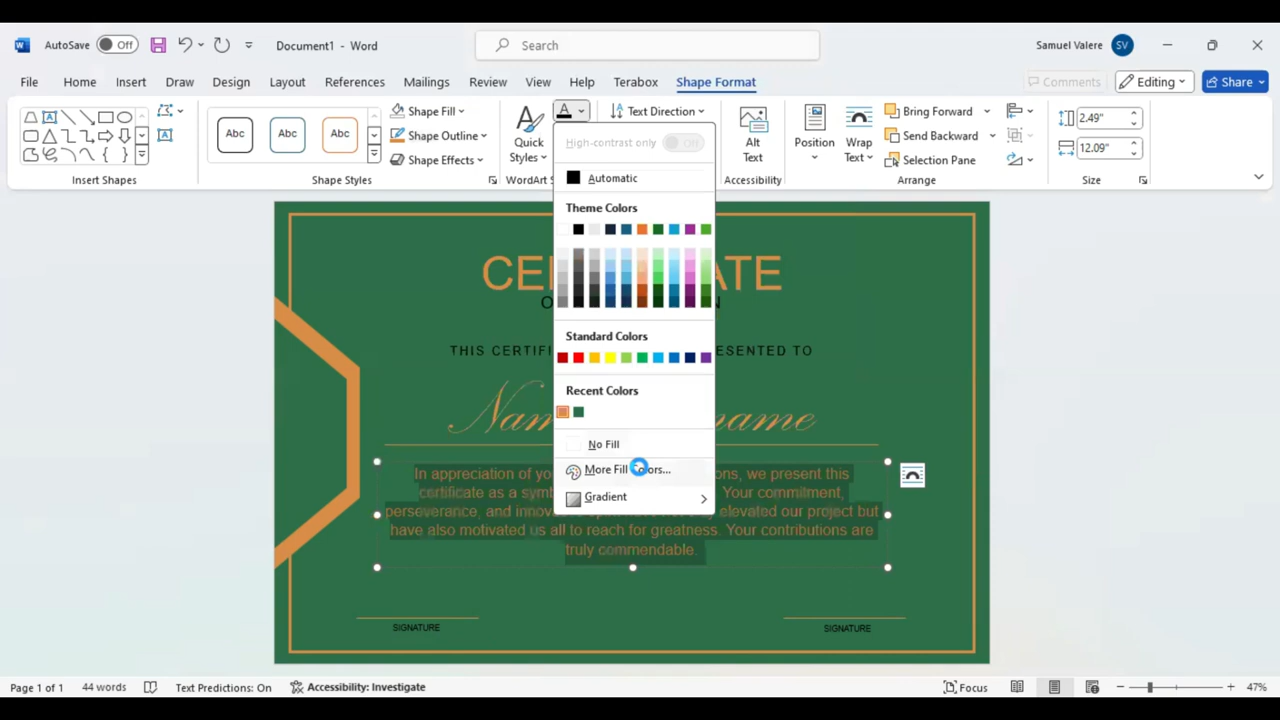 AutoSave Off Document1 - Word Search Samuel Valere SV
File Home Insert Draw Design Layout References Mailings Review View Help Terabox Shape Format Comments Editing Share
Abc Abc Abc
Shape Fill
Shape Outline
Shape Effects
Quick Styles
A
Text Direction
Alt Text
Position
Wrap Text
Bring Forward
Send Backward
Selection Pane
2.49"
12.09"
Insert Shapes Shape Styles WordArt S Accessibility Arrange Size
High-contrast only Off
Automatic
Theme Colors
Standard Colors
Recent Colors
No Fill
More Fill Colors...
Gradient
CE ATE
O N
THIS CERTIFI ESENTED TO
Nam name
In appreciation of yo ons, we present this
certificate as a symb Your commitment,
perseverance, and innov elevated our project but
have also motivated us all to reach for greatness. Your contributions are
truly commendable.
SIGNATURE SIGNATURE
Page 1 of 1 44 words Text Predictions: On Accessibility: Investigate Focus 47%